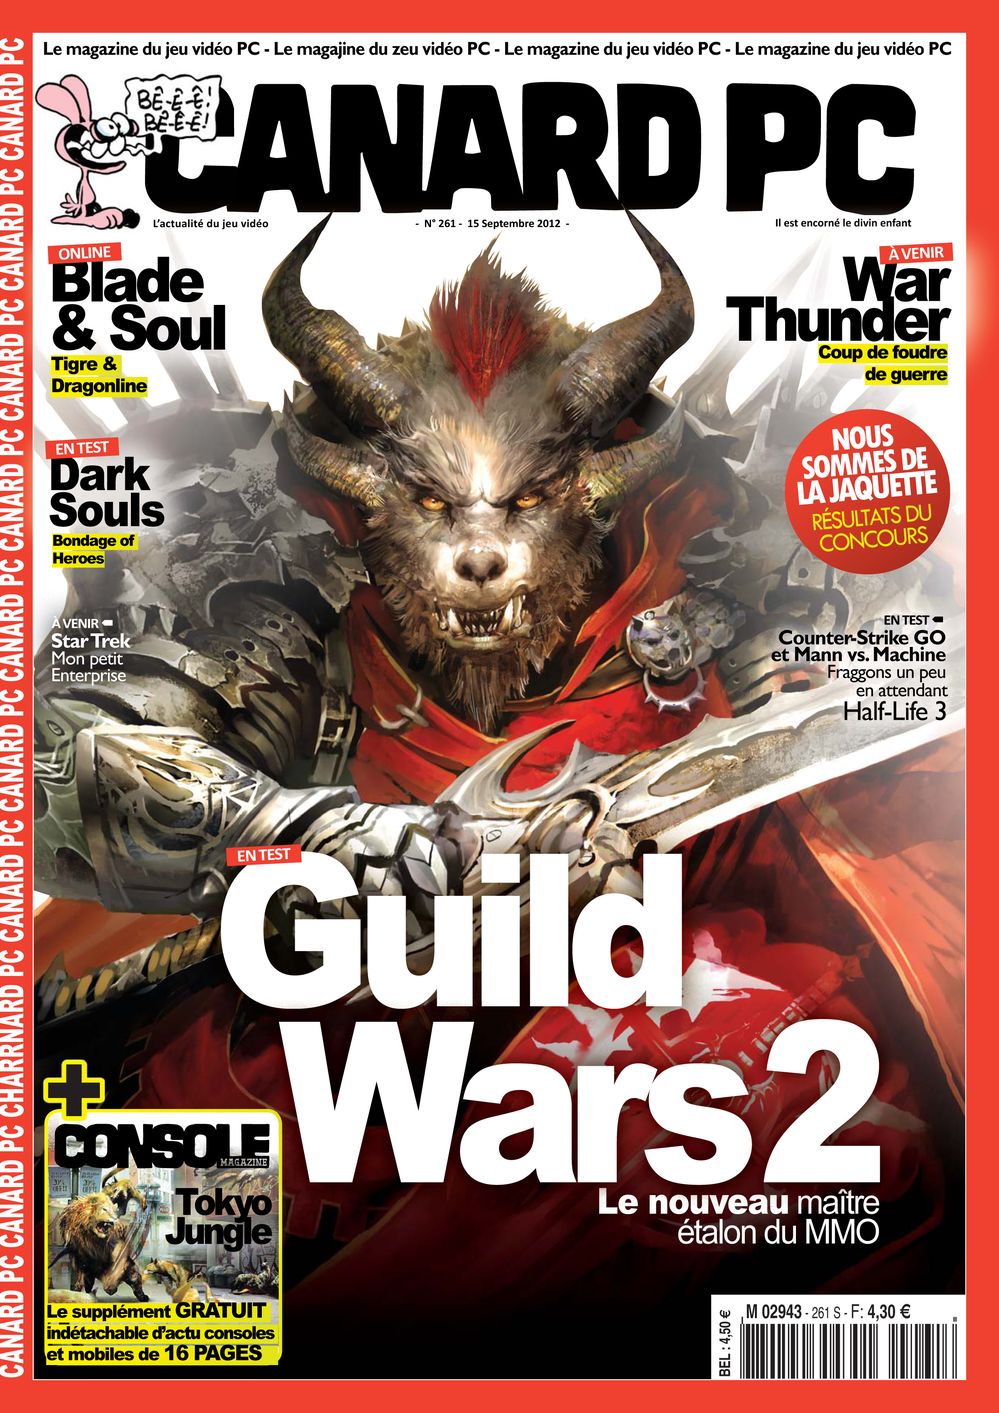 Le magazine du jeu vidéo PC - Le magajine du zeu vidéo PC - Le magazine du jeu vidéo PC - Le magazine du jeu vidéo PC
BÊ-Ê-Ê!
BÊ-Ê-Ê!
CANARD PC
L'actualité du jeu vidéo
- N° 261 - 15 Septembre 2012 -
Il est encorné le divin enfant
ONLINE
Blade
& Soul
Tigre &
Dragonline
À VENIR
War
Thunder
Coup de foudre
de guerre
EN TEST
Dark
Souls
Bondage of
Heroes
NOUS
SOMMES DE
LA JAQUETTE
RÉSULTATS DU
CONCOURS
À VENIR
Star Trek
Mon petit
Enterprise
EN TEST
Counter-Strike GO
et Mann vs. Machine
Fraggons un peu
en attendant
Half-Life 3
EN TEST
Guild
Wars 2
Le nouveau maître
étalon du MMO
+
CONSOLE
MAGAZINE
Tokyo
Jungle
Le supplément GRATUIT
indétachable d'actu consoles
et mobiles de 16 PAGES
BEL : 4,50 €
M 02943 - 261 S - F: 4,30 €
CANARD PC CANARD PC CHARRNARD PC CANARD PC CANARD PC CANARD PC CANARD PC CANARD PC CANARD PC CANARD PC